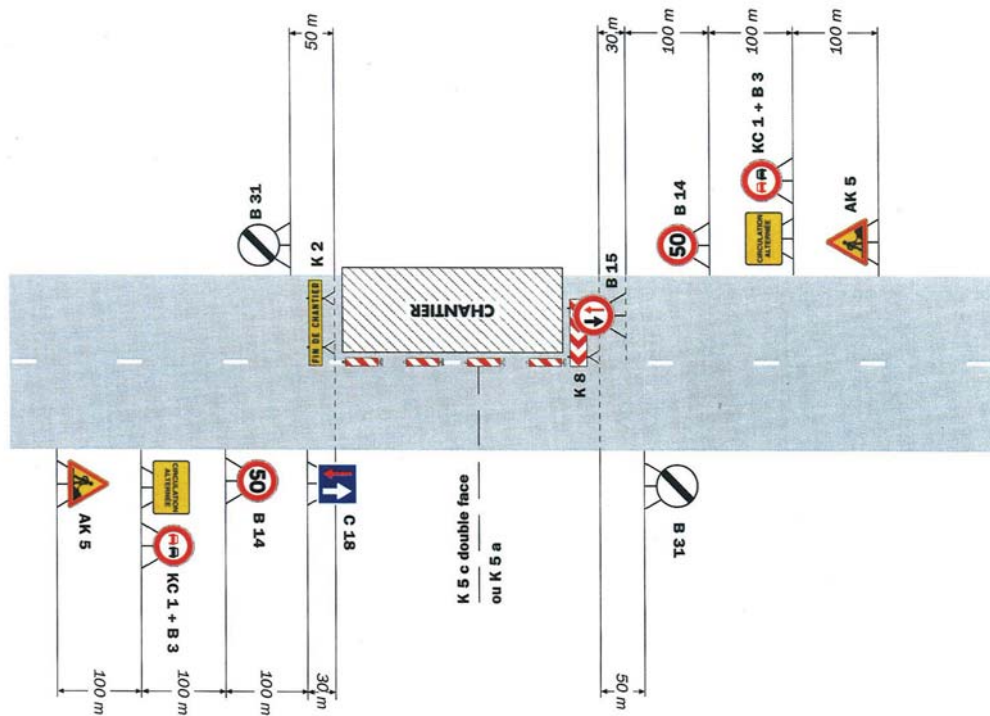 50 m
30 m
100 m
100 m
100 m
B 31
K 2
FIN DE CHANTIER
CHANTIER
K 8
B 15
B 14
50
KC 1 + B 3
CIRCULATION
ALTERNÉE
AK 5
AK 5
CIRCULATION
ALTERNÉE
KC 1 + B 3
50
B 14
C 18
K 5 c double face
ou K 5 a
B 31
100 m
100 m
100 m
30 m
50 m